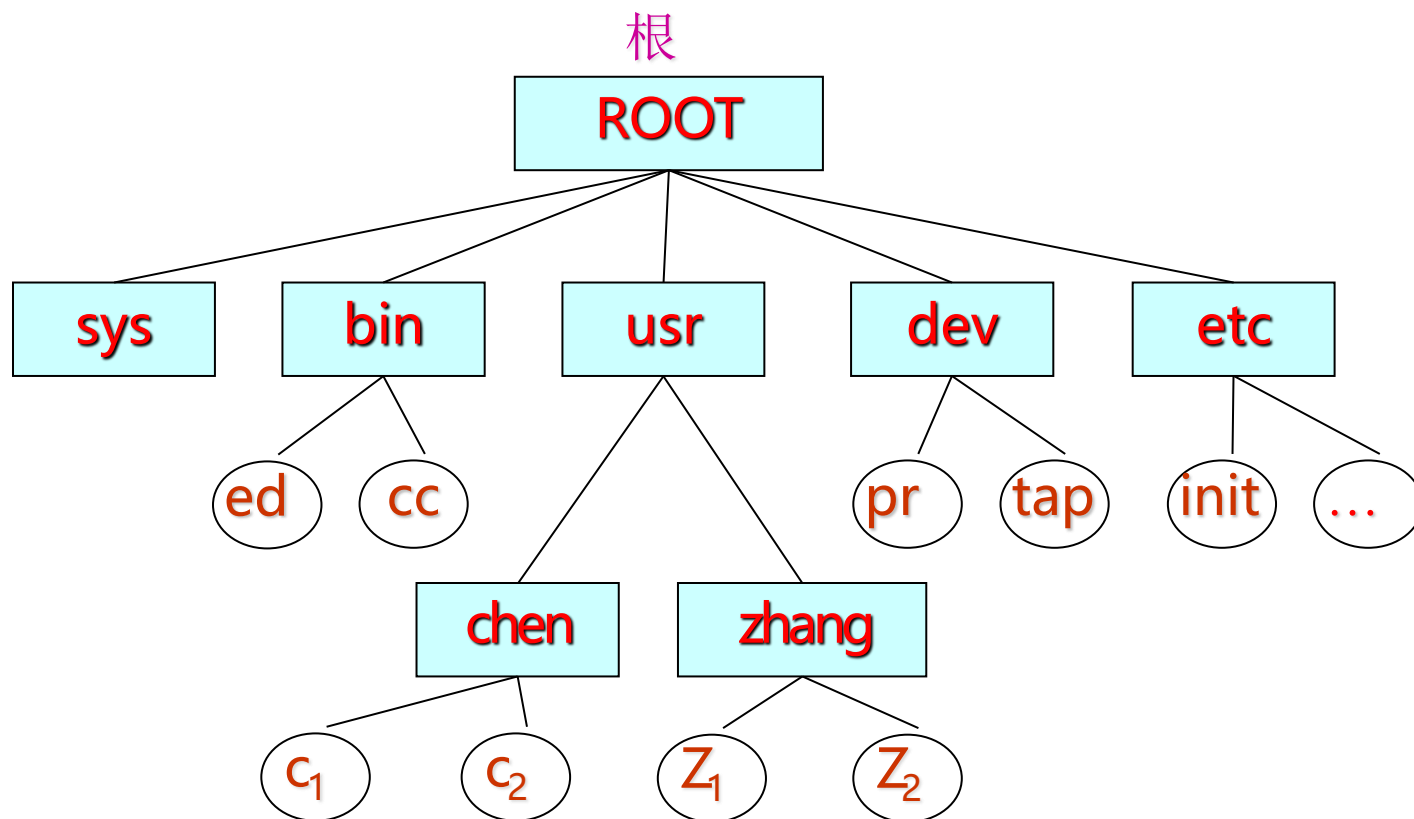 根
ROOT
sys bin usr dev etc
ed cc pr tap init …
chen zhang
c₁ c₂ Z₁ Z₂